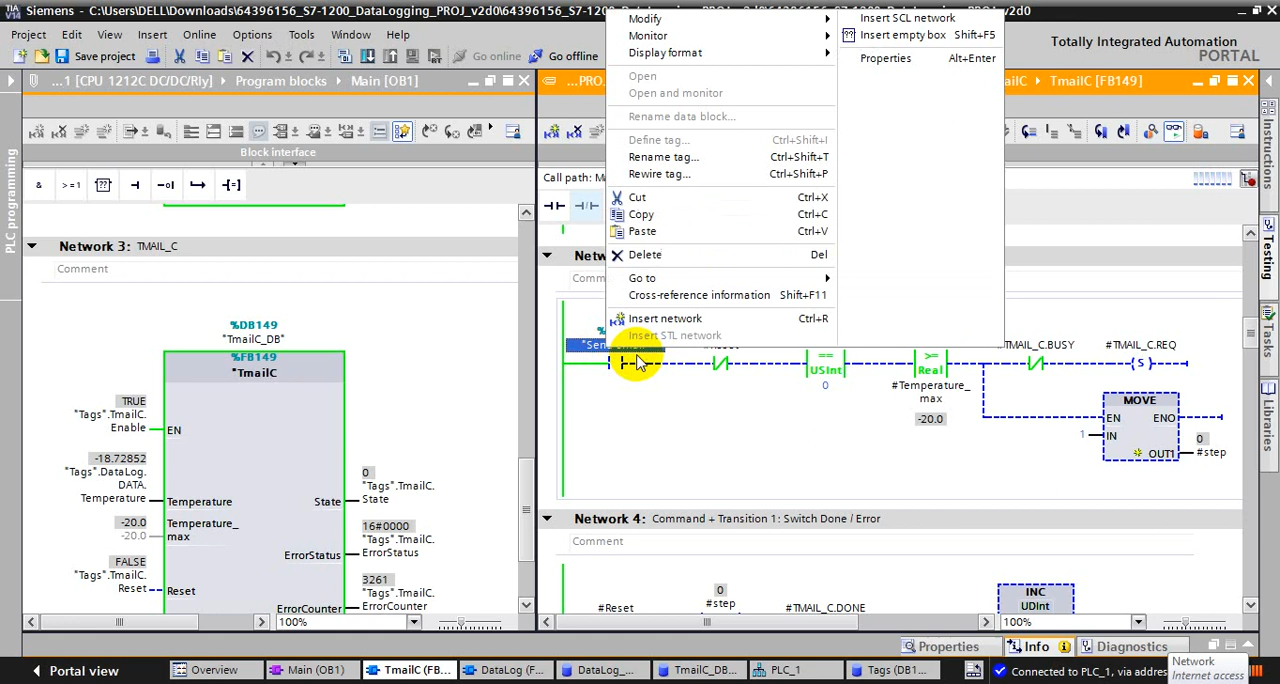 Siemens - C:\Users\DELL\Downloads\64396156_S7-1200_DataLogging_PROJ_v2d0\64396156_S7-1200_DataLogging_PROJ_v2d0
TIA
V14
Project Edit View Insert Online Options Tools Window Help
Totally Integrated Automation
PORTAL
Save project
Go online Go offline
...1 [CPU 1212C DC/DC/Rly] Program blocks Main [OB1]
...PRO
TmailC [FB149]
Block interface
PLC programming
Call path: Ma
Network 3: TMAIL_C
Comment
%DB149
"TmailC_DB"
%FB149
"TmailC
TRUE
"Tags".TmailC.
Enable
EN
-18.72852
"Tags".DataLog.
DATA.
Temperature
Temperature
-20.0
-20.0
Temperature_
max
FALSE
"Tags".TmailC.
Reset
Reset
0
"Tags".TmailC.
State
State
16#0000
"Tags".TmailC.
ErrorStatus
ErrorStatus
3261
"Tags".TmailC.
ErrorCounter
ErrorCounter
100%
Modify
Monitor
Display format
Open
Open and monitor
Rename data block...
Define tag... Ctrl+Shift+I
Rename tag... Ctrl+Shift+T
Rewire tag... Ctrl+Shift+P
Cut Ctrl+X
Copy Ctrl+C
Paste Ctrl+V
Delete Del
Go to
Cross-reference information Shift+F11
Insert network Ctrl+R
Insert STL network
Insert SCL network
Insert empty box Shift+F5
Properties Alt+Enter
==
USInt
0
>=
Real
#Temperature_
max
-20.0
#TMAIL_C.BUSY
#TMAIL_C.REQ
S
MOVE
EN ENO
1 IN
OUT1
0
#step
Network 4: Command + Transition 1: Switch Done / Error
Comment
#Reset
0
#step
#TMAIL_C.DONE
INC
UDInt
100%
Instructions
Testing
Tasks
Libraries
Properties Info Diagnostics
Portal view Overview Main (OB1) TmailC (FB... DataLog (F... DataLog_... TmailC_DB... PLC_1 Tags (DB1...
Connected to PLC_1, via addres
Network
Internet access